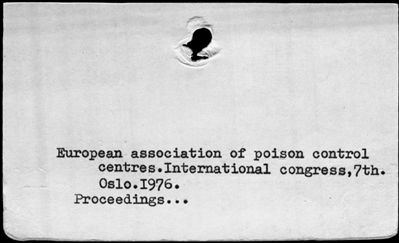 European association of poison control
centres.International congress,7th.
Oslo.I976.
Proceedings...